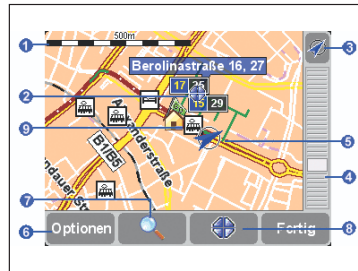 500m
1
Berolinastraße 16, 27
3
2
17 25
15 29
9
Alexanderstraße
5
B1/B5
4
7
6
Optionen
8
Fertig